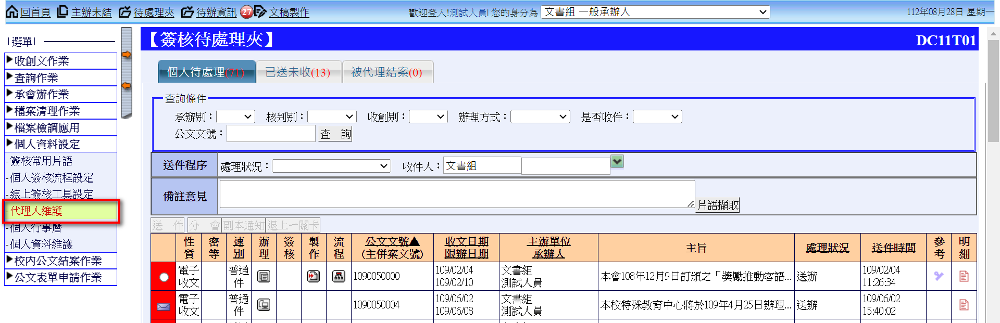 回首頁 主辦未結 待處理夾 待辦資訊 27 文稿製作 歡迎登入!測試人員| 您的身分為 文書組 一般承辦人 112年08月28日 星期一
|選單|
▶收創文作業
▶查詢作業
▶承會辦作業
▶檔案清理作業
▶檔案檢調應用
▶個人資料設定
-簽核常用片語
-個人簽核流程設定
-線上簽核工具設定
-代理人維護
-個人行事曆
-個人資料維護
▶校內公文結案作業
▶公文表單申請作業
【簽核待處理夾】 DC11T01
個人待處理(71) 已送未收(13) 被代理結案(0)
查詢條件
承辦別： 核判別： 收創別： 辦理方式： 是否收件：
公文文號： 查 詢
送件程序 處理狀況： 收件人： 文書組
備註意見 片語擷取
送 件 分 會 副本通知 退上一關卡
性質 密等 速別 辦理 簽核 製作 流程 公文文號▲ (主併案文號) 收文日期 限辦日期 主辦單位 承辦人 主旨 處理狀況 送件時間 參考 明細
電子收文 普通件 1090050000 109/02/04 109/02/10 文書組 測試人員 本會108年12月9日訂頒之「獎勵推動客語... 送辦 109/02/04 11:26:34
電子收文 普通件 1090050004 109/06/02 109/06/08 文書組 測試人員 本校特殊教育中心將於109年4月25日辦理... 送辦 109/06/02 15:40:02